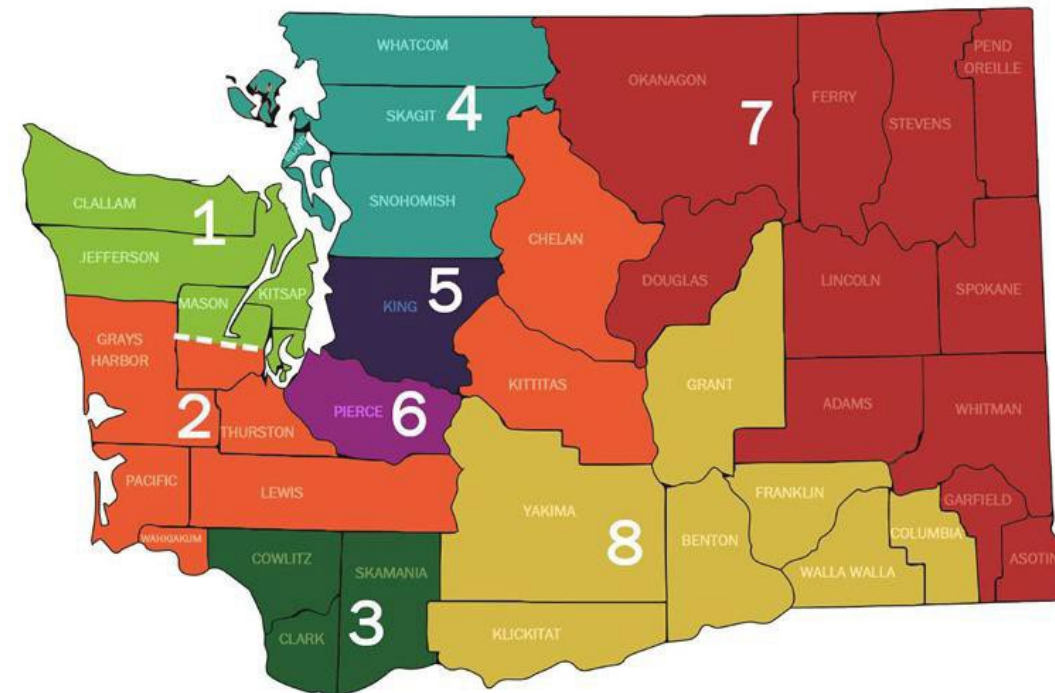 WHATCOM
SKAGIT
4
ISLAND
SNOHOMISH
OKANAGON
7
FERRY
STEVENS
PEND
OREILLE
CLALLAM
1
JEFFERSON
MASON
KITSAP
KING
5
CHELAN
DOUGLAS
LINCOLN
SPOKANE
GRAYS
HARBOR
2
THURSTON
PIERCE
6
KITTITAS
GRANT
ADAMS
WHITMAN
PACIFIC
LEWIS
WAHKIAKUM
YAKIMA
8
BENTON
FRANKLIN
WALLA WALLA
COLUMBIA
GARFIELD
ASOTIN
COWLITZ
SKAMANIA
CLARK
3
KLICKITAT